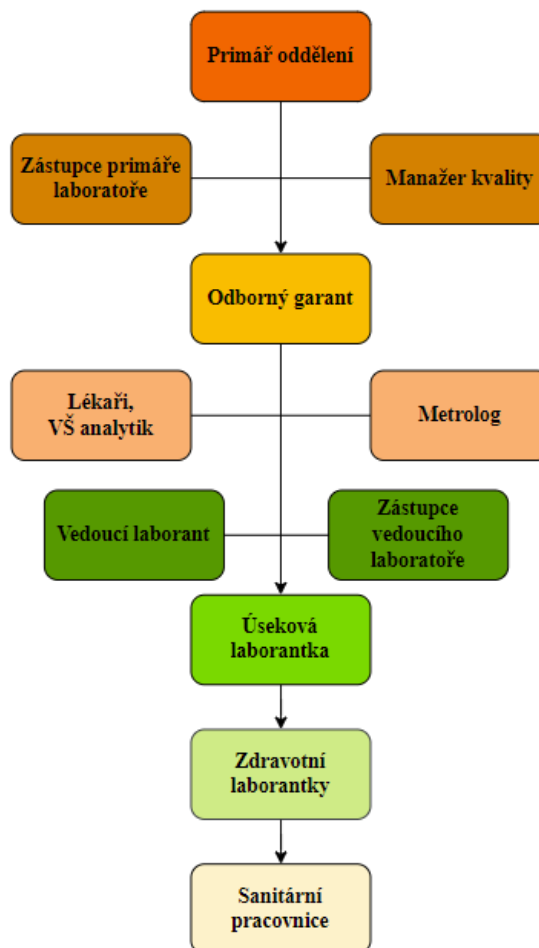 Primář oddělení
Zástupce primáře
laboratoře
Manažer kvality
Odborný garant
Lékaři,
VŠ analytik
Metrolog
Vedoucí laborant
Zástupce
vedoucího
laboratoře
Úseková
laborantka
Zdravotní
laborantky
Sanitární
pracovnice